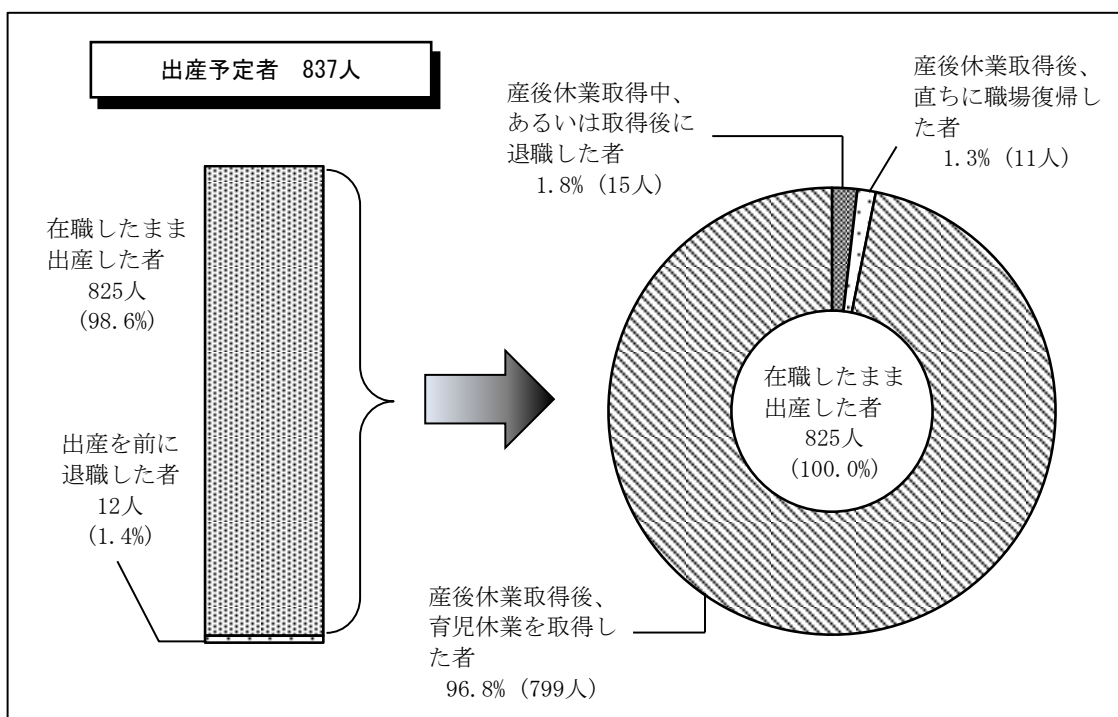 出産予定者　837人
在職したまま
出産した者
825人
(98.6%)
出産を前に
退職した者
12人
(1.4%)
産後休業取得中、
あるいは取得後に
退職した者
1.8% (15人)
産後休業取得後、
直ちに職場復帰し
た者
1.3% (11人)
在職したまま
出産した者
825人
(100.0%)
産後休業取得後、
育児休業を取得し
た者
96.8% (799人)